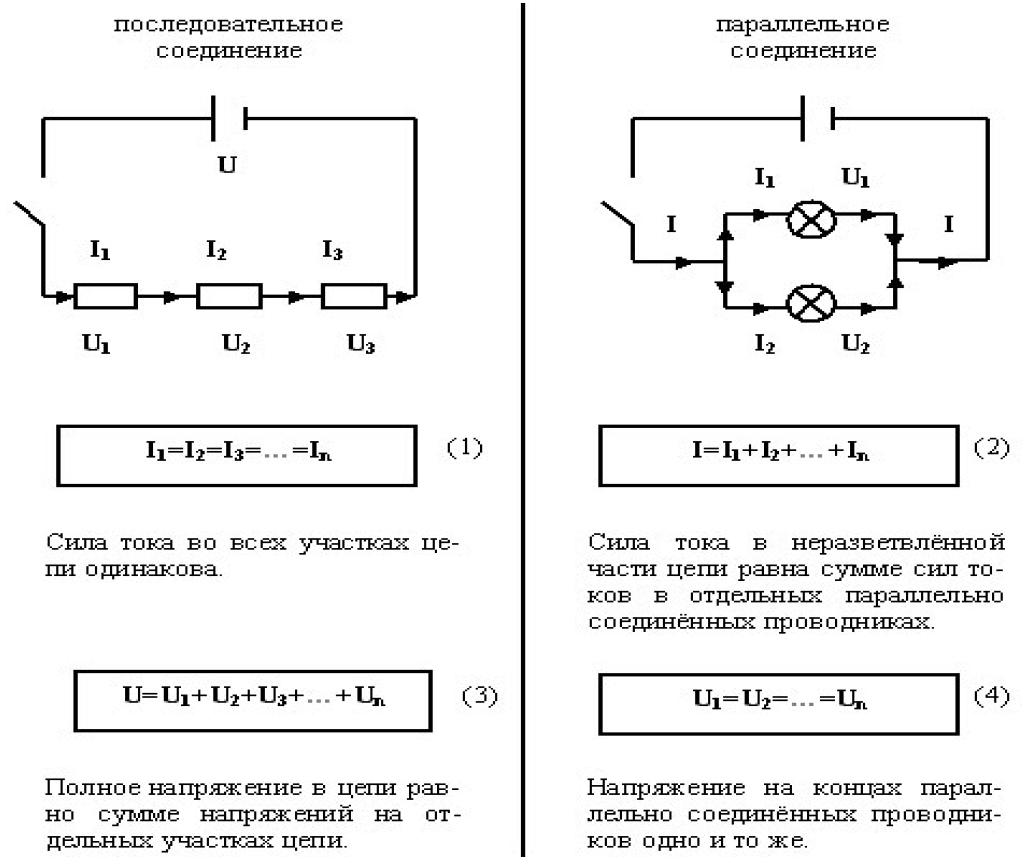 последовательное
соединение
U
I₁ I₂ I₃
U₁ U₂ U₃
I₁=I₂=I₃=... =Iₙ (1)
Сила тока во всех участках це-
пи одинакова.
U=U₁+U₂+U₃+... +Uₙ (3)
Полное напряжение в цепи рав-
но сумме напряжений на от-
дельных участках цепи.
параллельное
соединение
I₁ U₁
I I
I₂ U₂
I=I₁+I₂+... +Iₙ (2)
Сила тока в неразветвлённой
части цепи равна сумме сил то-
ков в отдельных параллельно
соединённых проводниках.
U₁=U₂=... =Uₙ (4)
Напряжение на концах парал-
лельно соединённых проводни-
ков одно и то же.